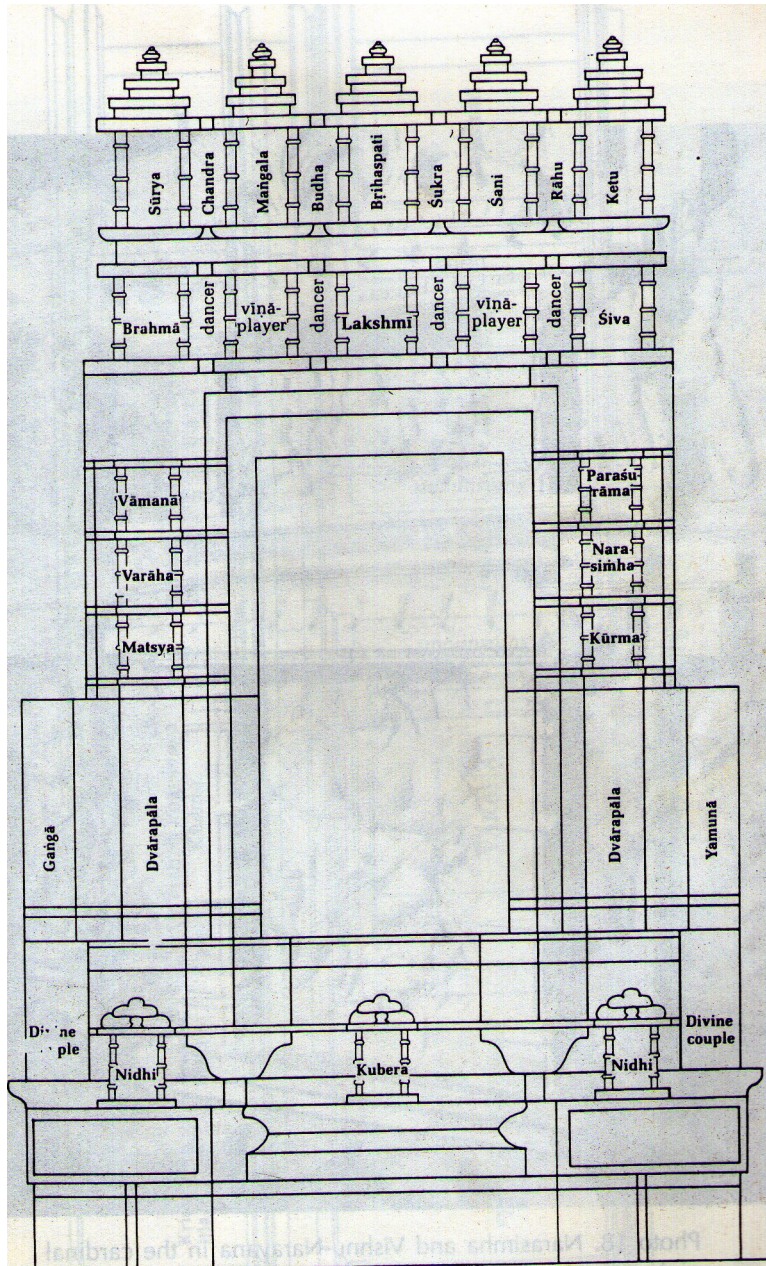 Sūrya
Chandra
Maṅgala
Budha
Bṛihaspati
Śukra
Śani
Rāhu
Ketu
Brahmā
dancer
vīṇā-
player
dancer
Lakshmī
dancer
vīṇā-
player
dancer
Śiva
Vāmana
Varāha
Matsya
Paraśu-
rāma
Nara-
siṁha
Kūrma
Gaṅgā
Dvārapāla
Dvārapāla
Yamunā
Nidhi
Kubera
Nidhi
Divine
couple
Photo 18. Narasimha and Vishnu-Narayana in the cardinal